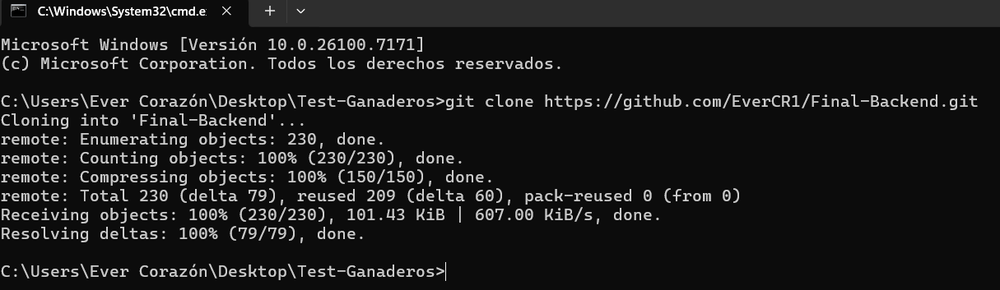 C:\Windows\System32\cmd.e
Microsoft Windows [Versión 10.0.26100.7171]
(c) Microsoft Corporation. Todos los derechos reservados.
C:\Users\Ever Corazón\Desktop\Test-Ganaderos>git clone https://github.com/EverCR1/Final-Backend.git
Cloning into 'Final-Backend'...
remote: Enumerating objects: 230, done.
remote: Counting objects: 100% (230/230), done.
remote: Compressing objects: 100% (150/150), done.
remote: Total 230 (delta 79), reused 209 (delta 60), pack-reused 0 (from 0)
Receiving objects: 100% (230/230), 101.43 KiB | 607.00 KiB/s, done.
Resolving deltas: 100% (79/79), done.
C:\Users\Ever Corazón\Desktop\Test-Ganaderos>